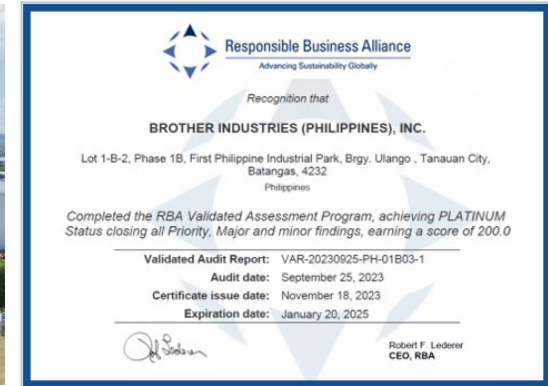 Responsible Business Alliance
Advancing Sustainability Globally
Recognition that
BROTHER INDUSTRIES (PHILIPPINES), INC.
Lot 1-B-2, Phase 1B, First Philippine Industrial Park, Brgy. Ulango , Tanauan City,
Batangas, 4232
Philippines
Completed the RBA Validated Assessment Program, achieving PLATINUM
Status closing all Priority, Major and minor findings, earning a score of 200.0
Validated Audit Report: VAR-20230925-PH-01B03-1
Audit date: September 25, 2023
Certificate issue date: November 18, 2023
Expiration date: January 20, 2025
Robert F. Lederer
CEO, RBA